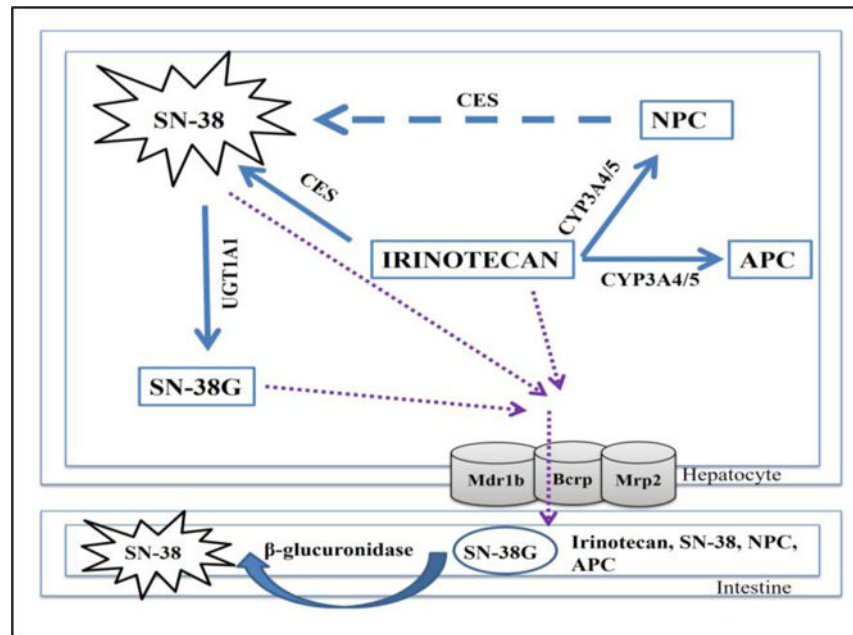 CES
SN-38
NPC
CES
CYP3A4/5
IRINOTECAN
APC
CYP3A4/5
UGT1A1
SN-38G
Mdr1b
Bcrp
Mrp2
Hepatocyte
SN-38
β-glucuronidase
SN-38G
Irinotecan, SN-38, NPC,
APC
Intestine